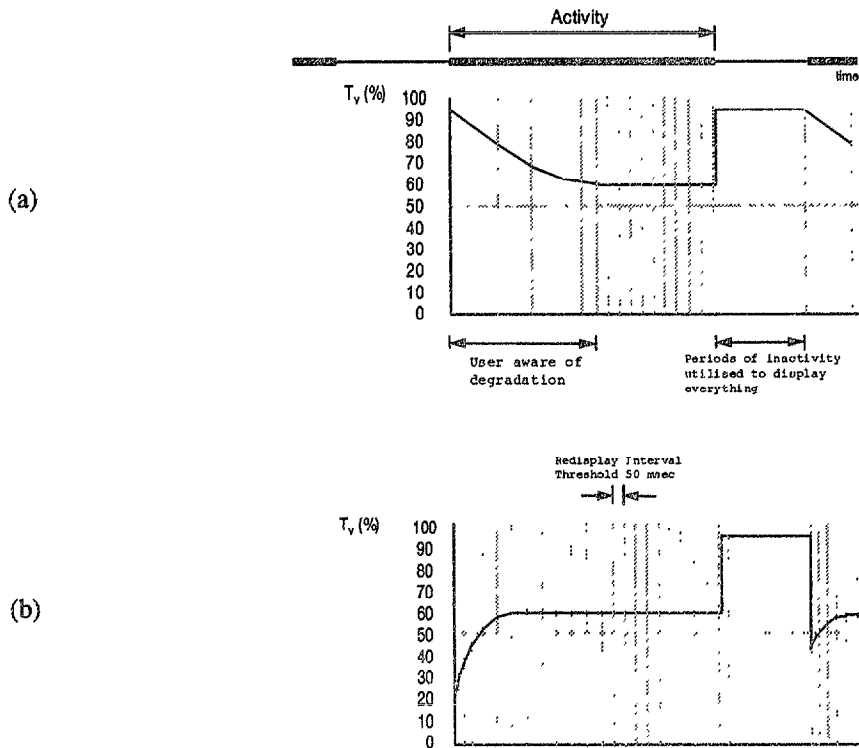 Activity
time
(a)
Tv (%)
100
90
80
70
60
50
40
30
20
10
0
User aware of
degradation
Periods of inactivity
utilised to display
everything
Redisplay Interval
Threshold 50 msec
(b)
Tv (%)
100
90
80
70
60
50
40
30
20
10
0